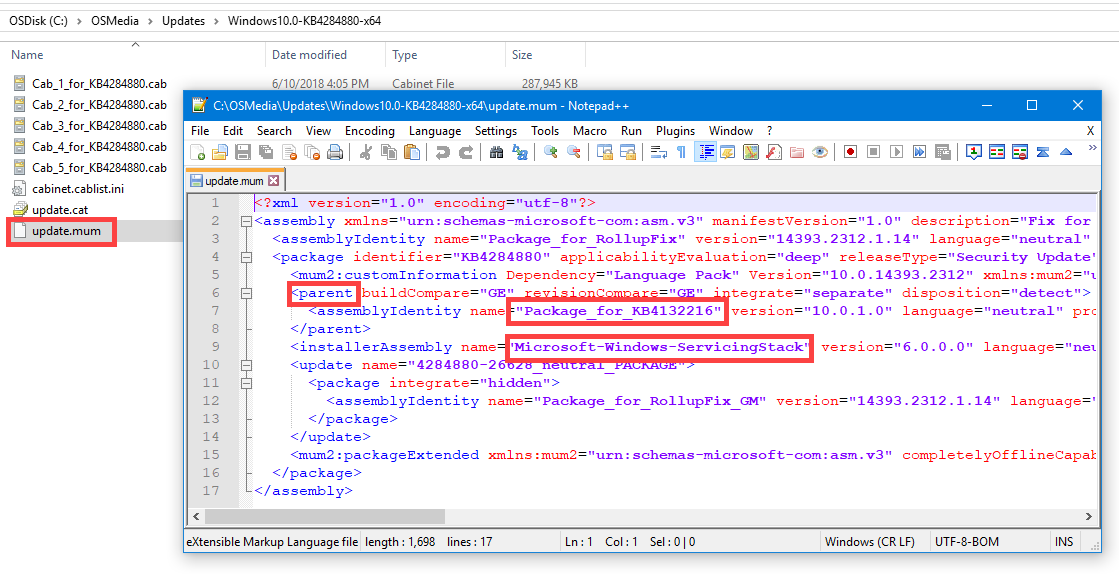 OSDisk (C:) > OSMedia > Updates > Windows10.0-KB4284880-x64
Name Date modified Type Size
Cab_1_for_KB4284880.cab 6/10/2018 4:05 PM Cabinet File 287,945 KB
Cab_2_for_KB4284880.cab
Cab_3_for_KB4284880.cab
Cab_4_for_KB4284880.cab
Cab_5_for_KB4284880.cab
cabinet.cablist.ini
update.cat
update.mum
C:\OSMedia\Updates\Windows10.0-KB4284880-x64\update.mum - Notepad++
File Edit Search View Encoding Language Settings Tools Macro Run Plugins Window ? X
update.mum
1 <?xml version="1.0" encoding="utf-8"?>
2 <assembly xmlns="urn:schemas-microsoft-com:asm.v3" manifestVersion="1.0" description="Fix for
3 <assemblyIdentity name="Package_for_RollupFix" version="14393.2312.1.14" language="neutral"
4 <package identifier="KB4284880" applicabilityEvaluation="deep" releaseType="Security Update"
5 <mum2:customInformation Dependency="Language Pack" Version="10.0.14393.2312" xmlns:mum2="u
6 <parent buildCompare="GE" revisionCompare="GE" integrate="separate" disposition="detect">
7 <assemblyIdentity name="Package_for_KB4132216" version="10.0.1.0" language="neutral" pro
8 </parent>
9 <installerAssembly name="Microsoft-Windows-ServicingStack" version="6.0.0.0" language="neu
10 <update name="4284880-26628_neutral_PACKAGE">
11 <package integrate="hidden">
12 <assemblyIdentity name="Package_for_RollupFix_GM" version="14393.2312.1.14" language="
13 </package>
14 </update>
15 <mum2:packageExtended xmlns:mum2="urn:schemas-microsoft-com:asm.v3" completelyOfflineCapab
16 </package>
17 </assembly>
eXtensible Markup Language file length : 1,698 lines : 17 Ln : 1 Col : 1 Sel : 0 | 0 Windows (CR LF) UTF-8-BOM INS